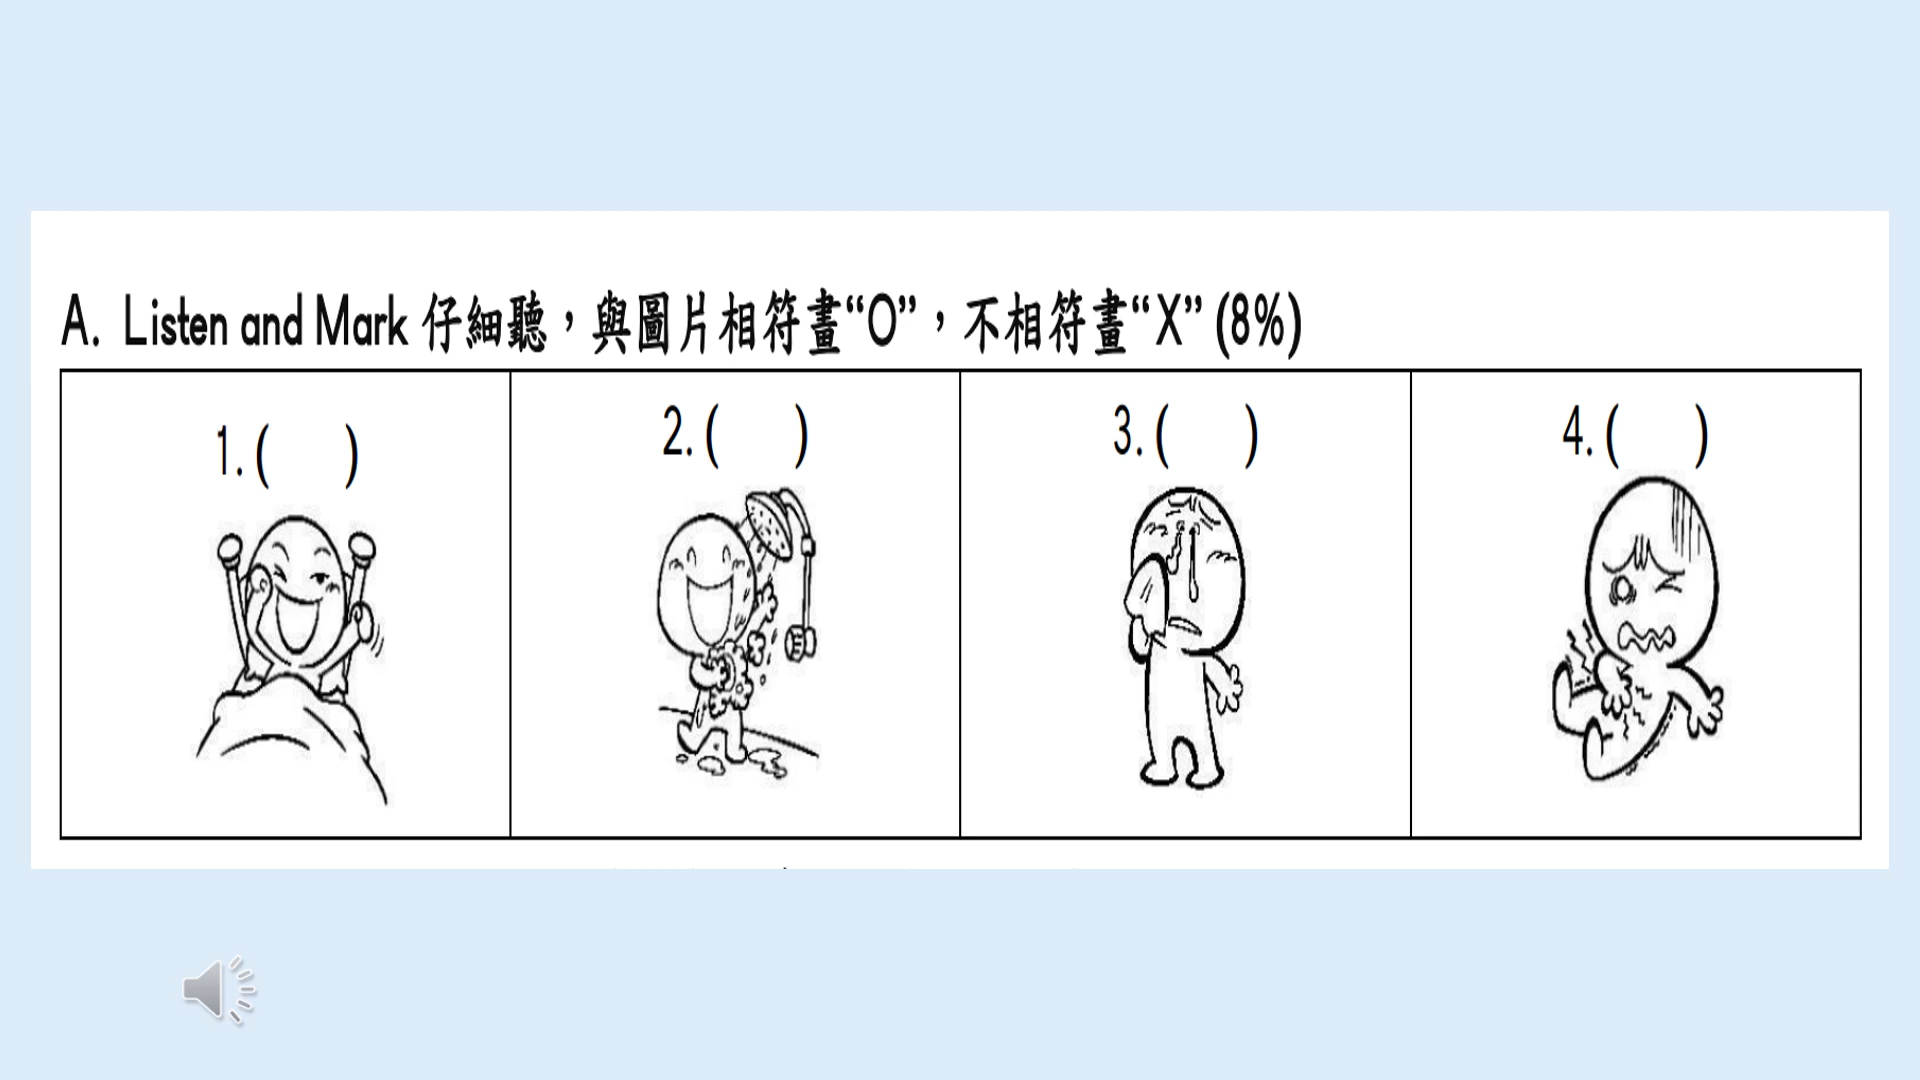 A. Listen and Mark 仔細聽，與圖片相符畫“O”，不相符畫“X” (8%)
1. (    )
2. (    )
3. (    )
4. (    )